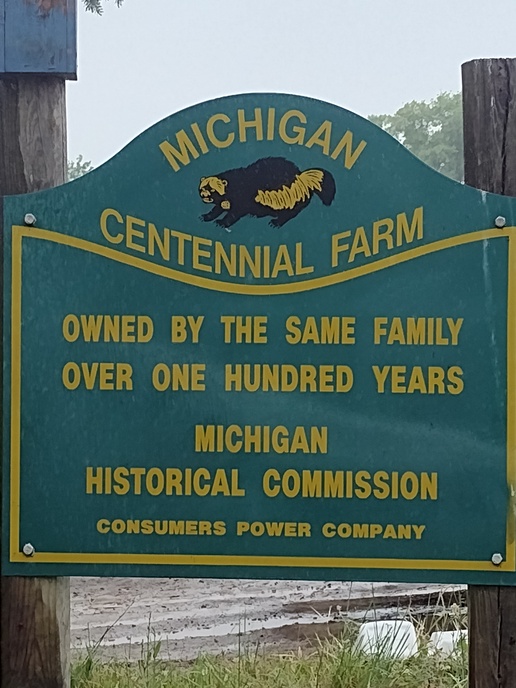 MICHIGAN
CENTENNIAL FARM
OWNED BY THE SAME FAMILY
OVER ONE HUNDRED YEARS
MICHIGAN
HISTORICAL COMMISSION
CONSUMERS POWER COMPANY